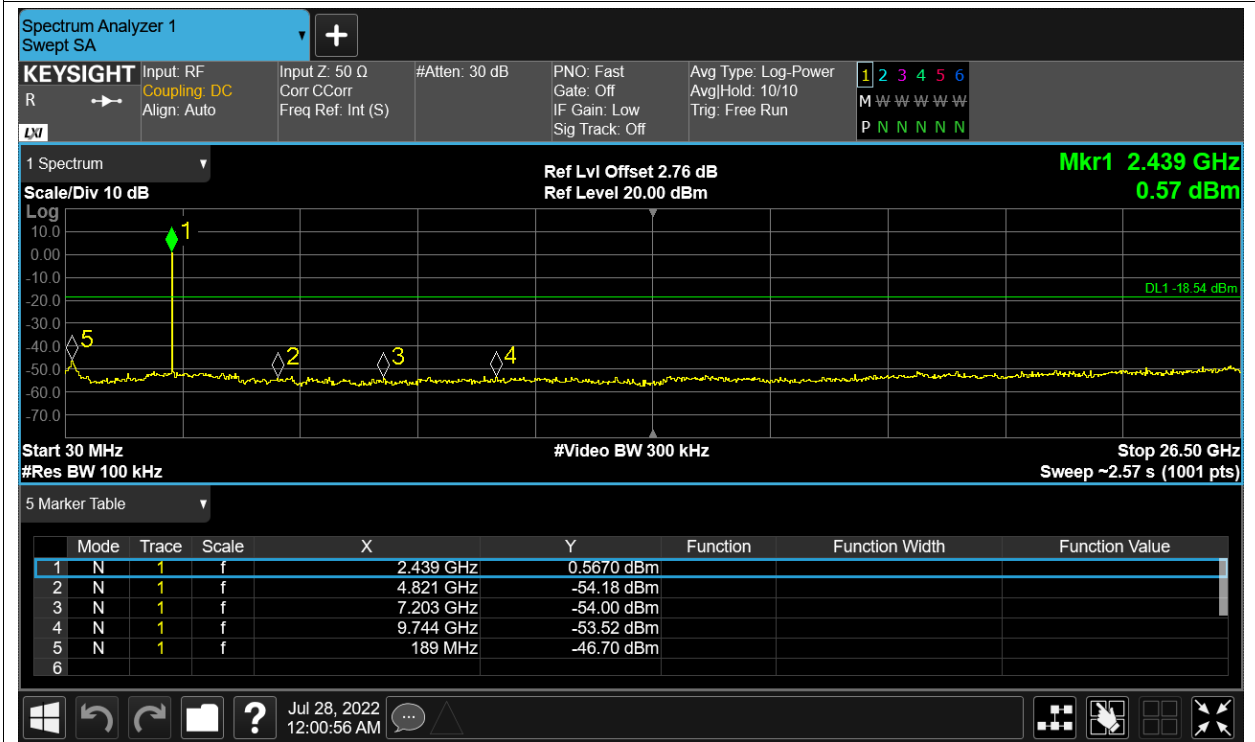 Spectrum Analyzer 1
Swept SA
+
KEYSIGHT
R
LXI
Input: RF
Coupling: DC
Align: Auto
Input Z: 50 Ω
Corr CCorr
Freq Ref: Int (S)
#Atten: 30 dB
PNO: Fast
Gate: Off
IF Gain: Low
Sig Track: Off
Avg Type: Log-Power
Avg|Hold: 10/10
Trig: Free Run
1 2 3 4 5 6
M W W W W W
P N N N N N
1 Spectrum
Scale/Div 10 dB
Ref Lvl Offset 2.76 dB
Ref Level 20.00 dBm
Mkr1 2.439 GHz
0.57 dBm
Log
10.0
0.00
-10.0
-20.0
-30.0
-40.0
-50.0
-60.0
-70.0
1
DL1 -18.54 dBm
5
2
3
4
Start 30 MHz
#Video BW 300 kHz
Stop 26.50 GHz
#Res BW 100 kHz
Sweep ~2.57 s (1001 pts)
5 Marker Table
Mode Trace Scale X Y Function Function Width Function Value
1 N 1 f 2.439 GHz 0.5670 dBm
2 N 1 f 4.821 GHz -54.18 dBm
3 N 1 f 7.203 GHz -54.00 dBm
4 N 1 f 9.744 GHz -53.52 dBm
5 N 1 f 189 MHz -46.70 dBm
6
?
Jul 28, 2022
12:00:56 AM